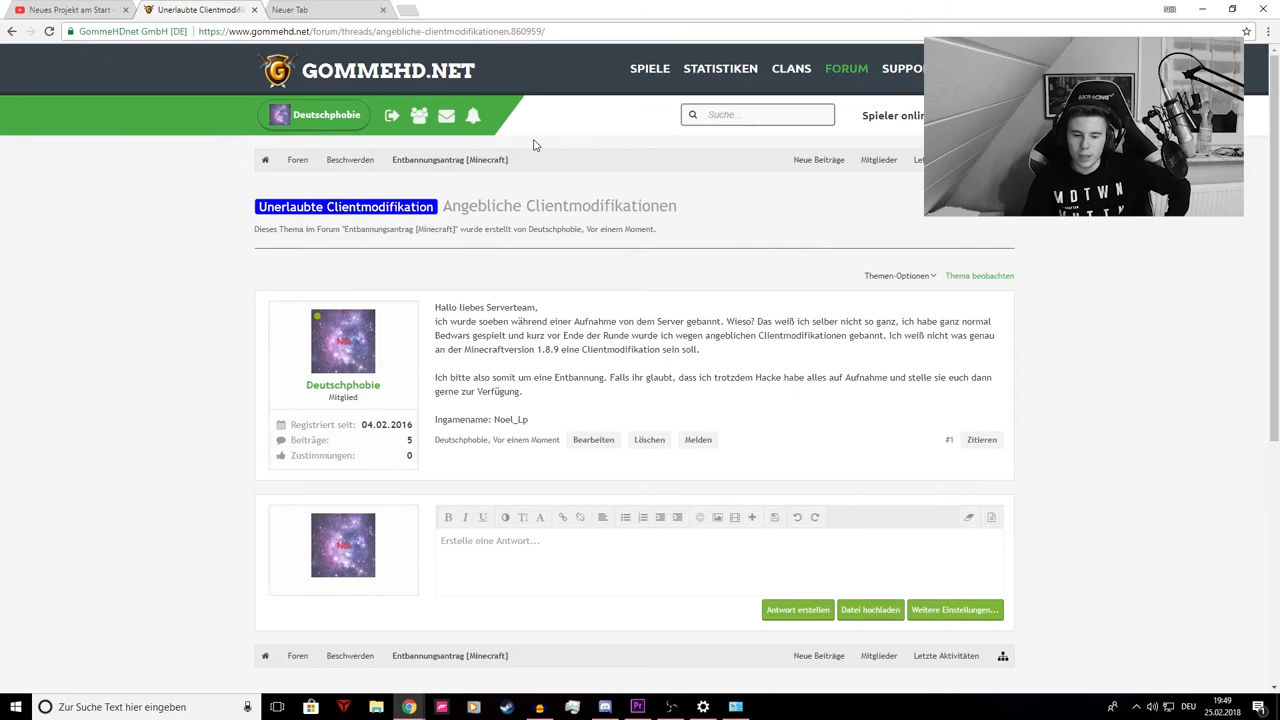 Neues Projekt am Start -
Unerlaubte Clientmodifik
Neuer Tab
GommeHDnet GmbH [DE]
https://www.gommehd.net/forum/threads/angebliche-clientmodifikationen.860959/
GOMMEHD.NET
SPIELE
STATISTIKEN
CLANS
FORUM
SUPPO
Deutschphobie
Suche...
Spieler onlin
AKRACING
MDTWN
Foren
Beschwerden
Entbannungsantrag [Minecraft]
Neue Beiträge
Mitglieder
Let
Unerlaubte Clientmodifikation Angebliche Clientmodifikationen
Dieses Thema im Forum "Entbannungsantrag [Minecraft]" wurde erstellt von Deutschphobie, Vor einem Moment.
Themen-Optionen
Thema beobachten
Deutschphobie
Mitglied
Registriert seit: 04.02.2016
Beiträge: 5
Zustimmungen: 0
Hallo liebes Serverteam,
ich wurde soeben während einer Aufnahme von dem Server gebannt. Wieso? Das weiß ich selber nicht so ganz, ich habe ganz normal
Bedwars gespielt und kurz vor Ende der Runde wurde ich wegen angeblichen Clientmodifikationen gebannt. Ich weiß nicht was genau
an der Minecraftversion 1.8.9 eine Clientmodifikation sein soll.
Ich bitte also somit um eine Entbannung. Falls ihr glaubt, dass ich trotzdem Hacke habe alles auf Aufnahme und stelle sie euch dann
gerne zur Verfügung.
Ingamename: Noel_Lp
Deutschphobie, Vor einem Moment
Bearbeiten
Löschen
Melden
#1
Zitieren
Erstelle eine Antwort...
Antwort erstellen
Datei hochladen
Weitere Einstellungen...
Foren
Beschwerden
Entbannungsantrag [Minecraft]
Neue Beiträge
Mitglieder
Letzte Aktivitäten
Zur Suche Text hier eingeben
DEU
19:49
25.02.2018